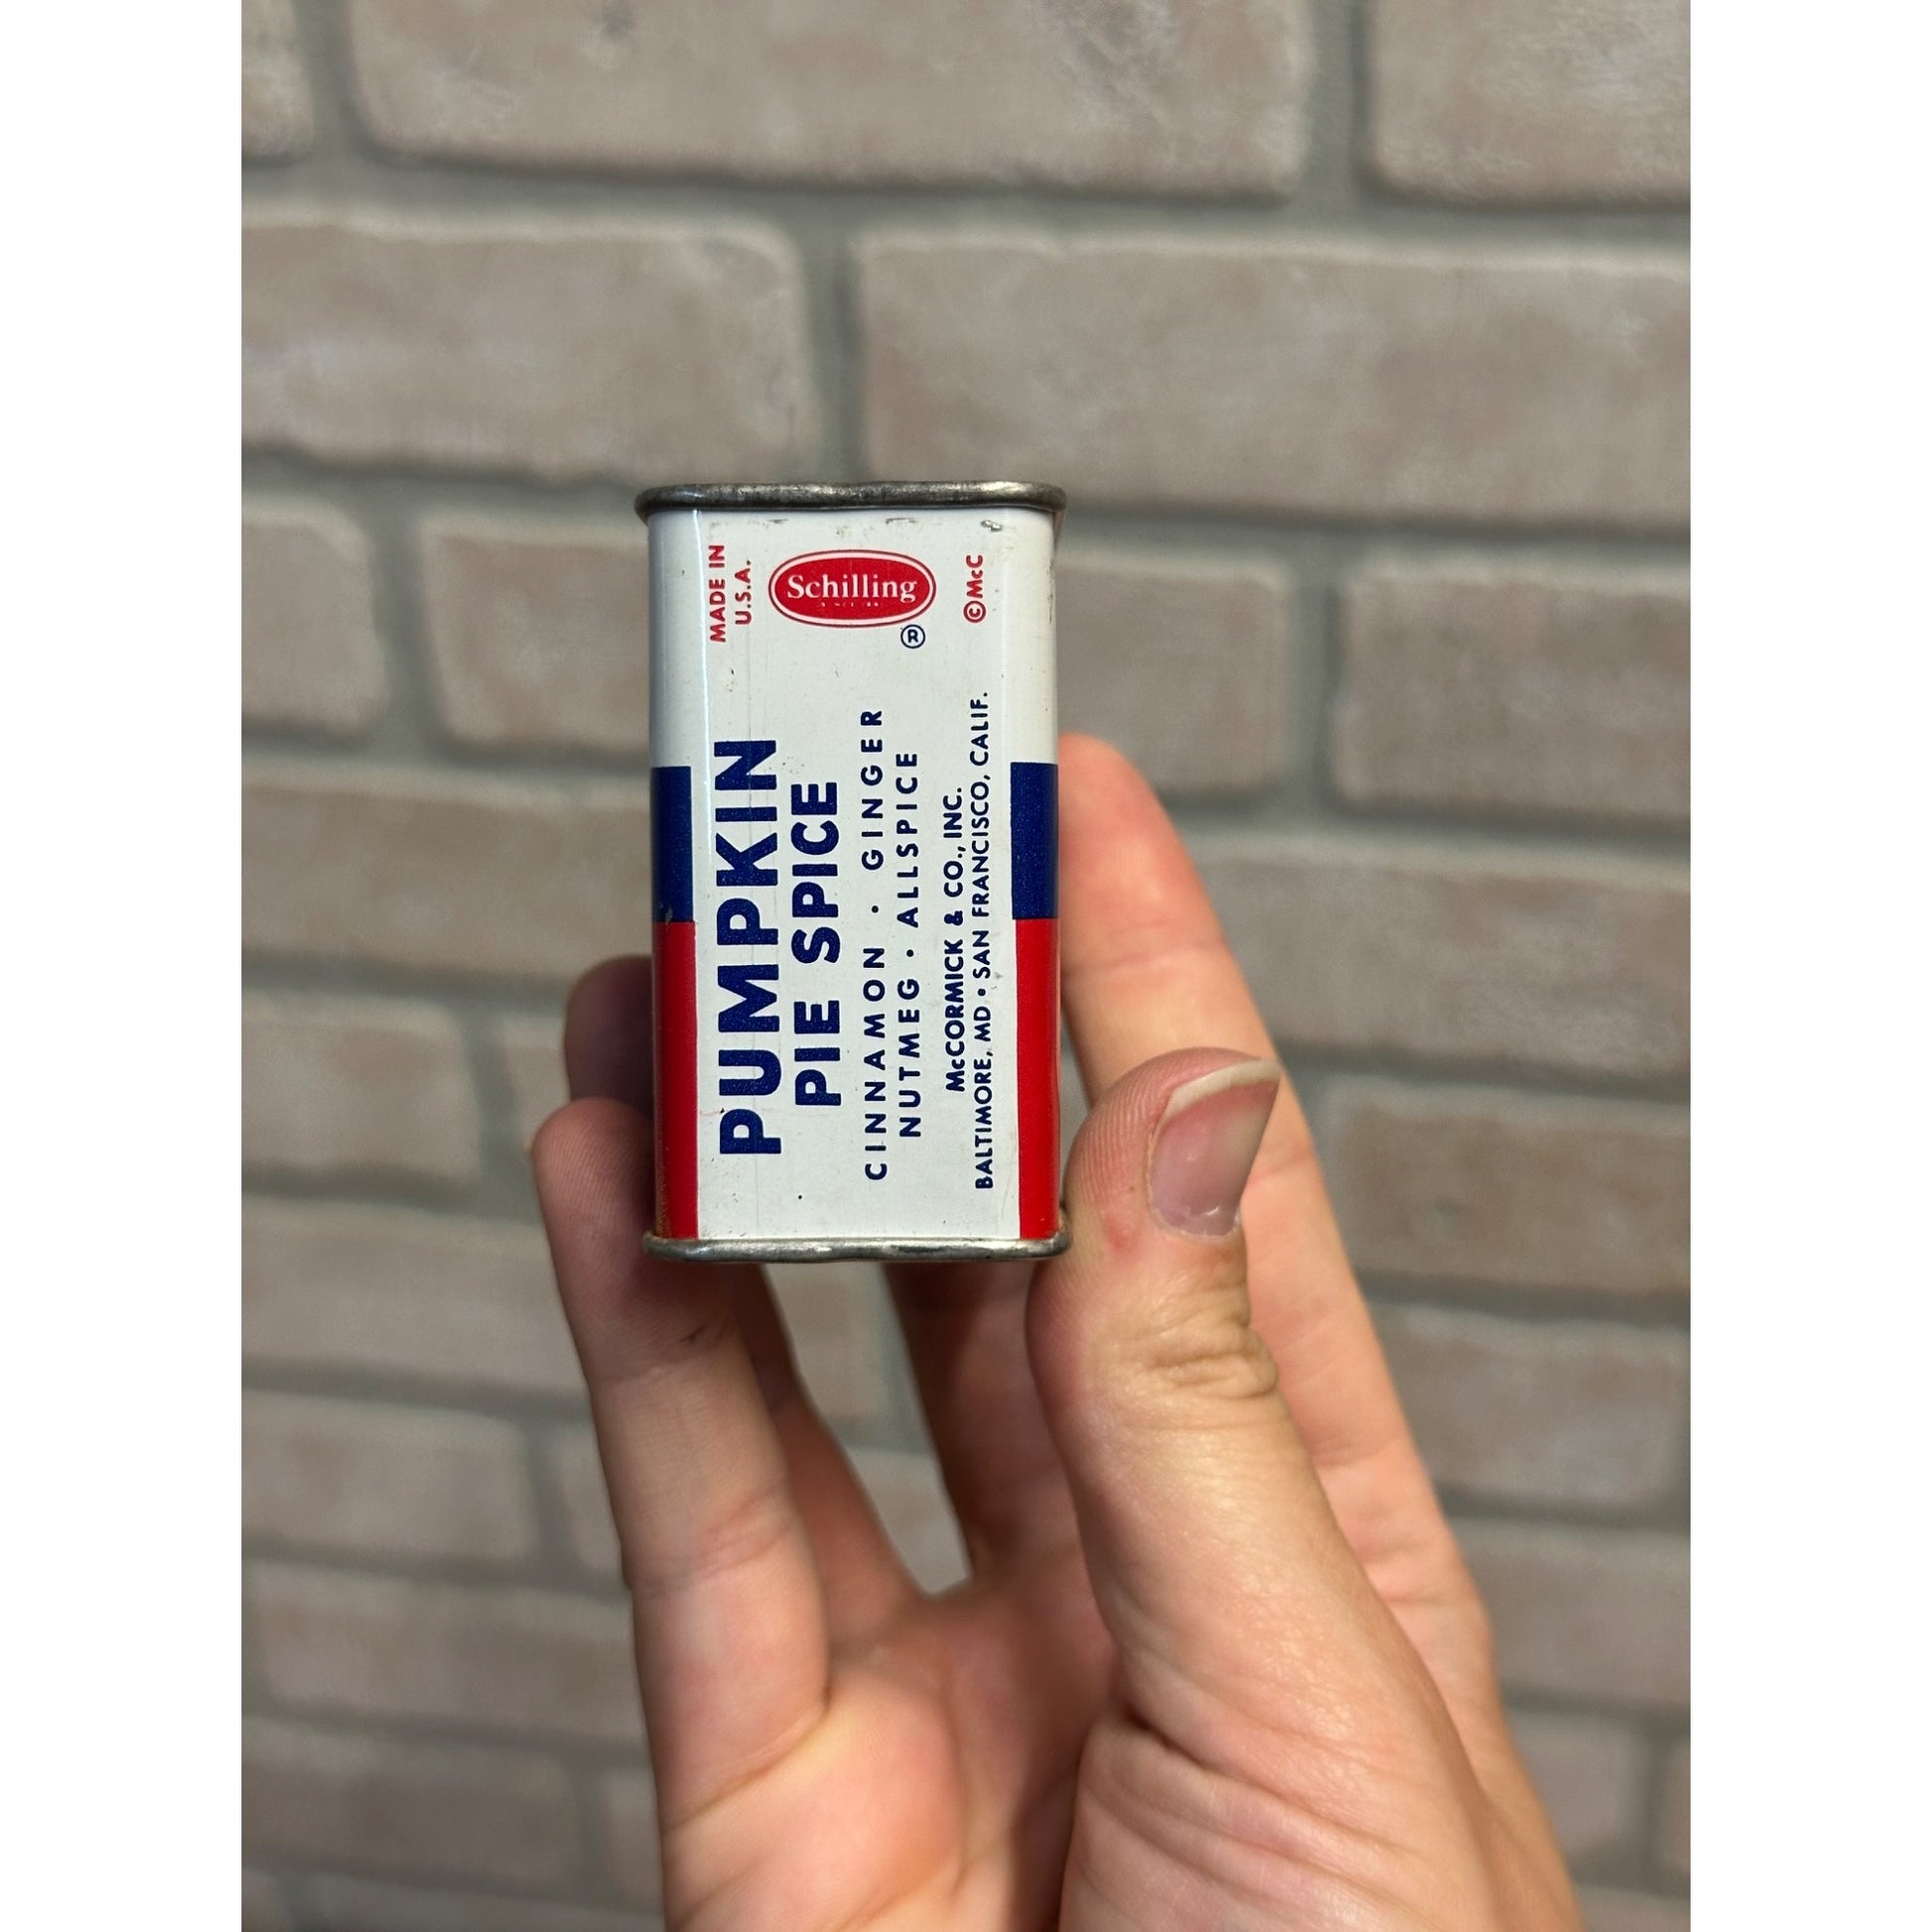 PUMPKIN
PIE SPICE
CINNAMON · GINGER
NUTMEG · ALLSPICE
McCORMICK & CO., INC.
BALTIMORE, MD • SAN FRANCISCO, CALIF.
MADE IN
U.S.A.
Schilling
®
©McC